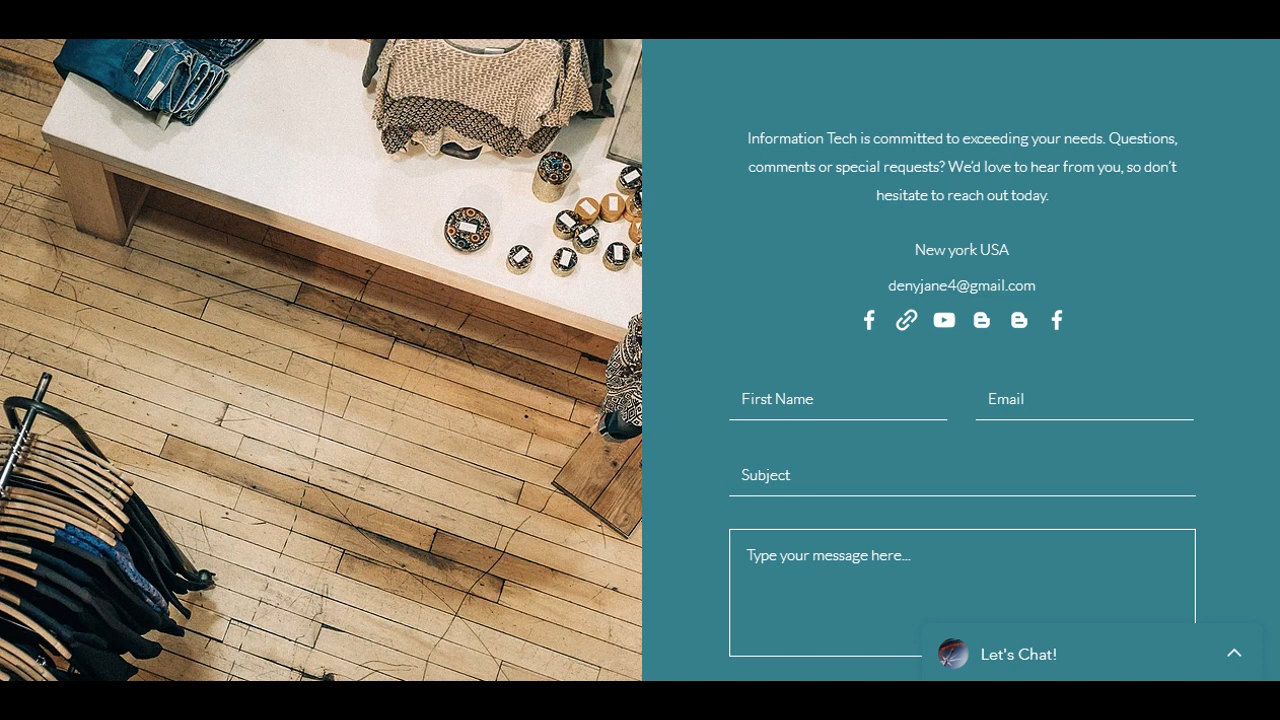 Information Tech is committed to exceeding your needs. Questions,
comments or special requests? We'd love to hear from you, so don't
hesitate to reach out today.
New york USA
denyjane4@gmail.com
First Name
Email
Subject
Type your message here...
Let's Chat!